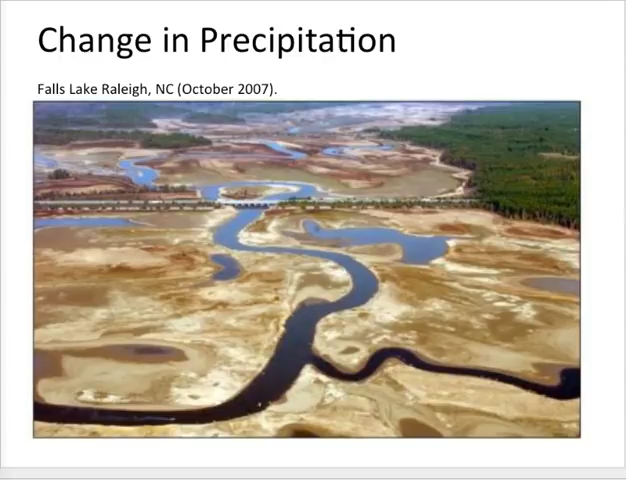 Change in Precipitation
Falls Lake Raleigh, NC (October 2007).